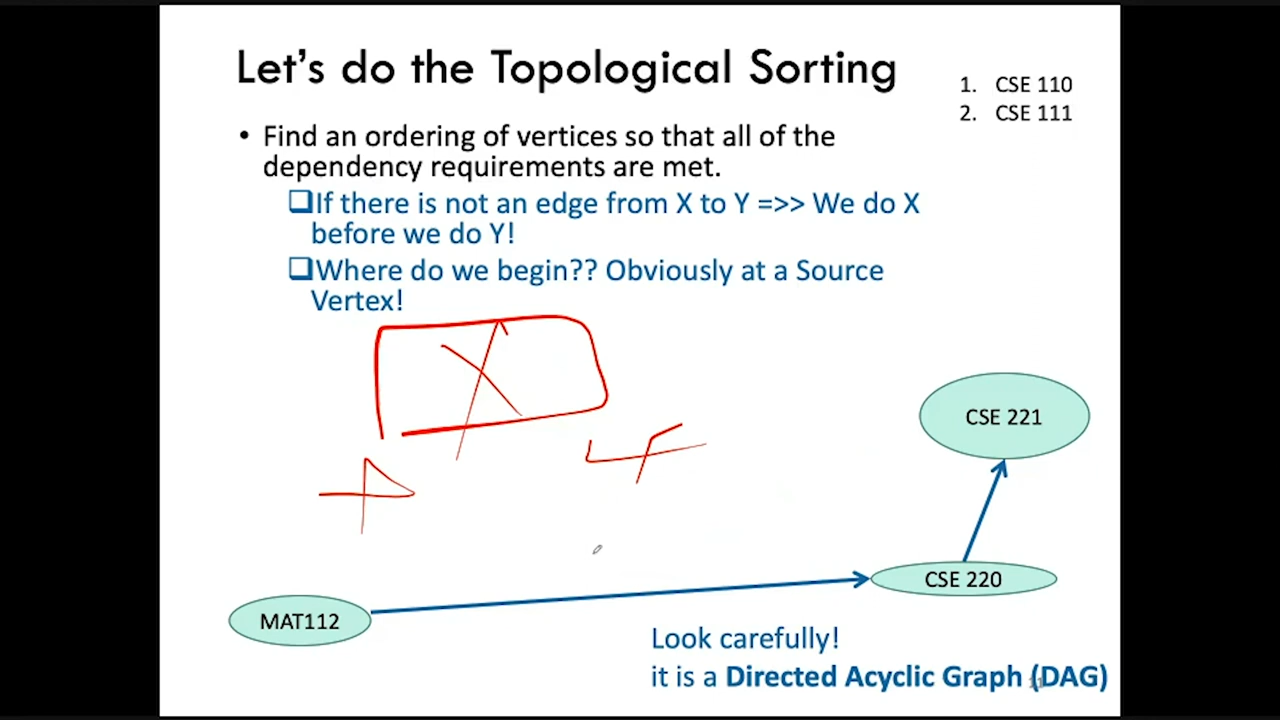 Let's do the Topological Sorting
1. CSE 110
2. CSE 111
• Find an ordering of vertices so that all of the
dependency requirements are met.
❑If there is not an edge from X to Y =>> We do X
before we do Y!
❑Where do we begin?? Obviously at a Source
Vertex!
CSE 221
CSE 220
MAT112
Look carefully!
it is a Directed Acyclic Graph (DAG)
11